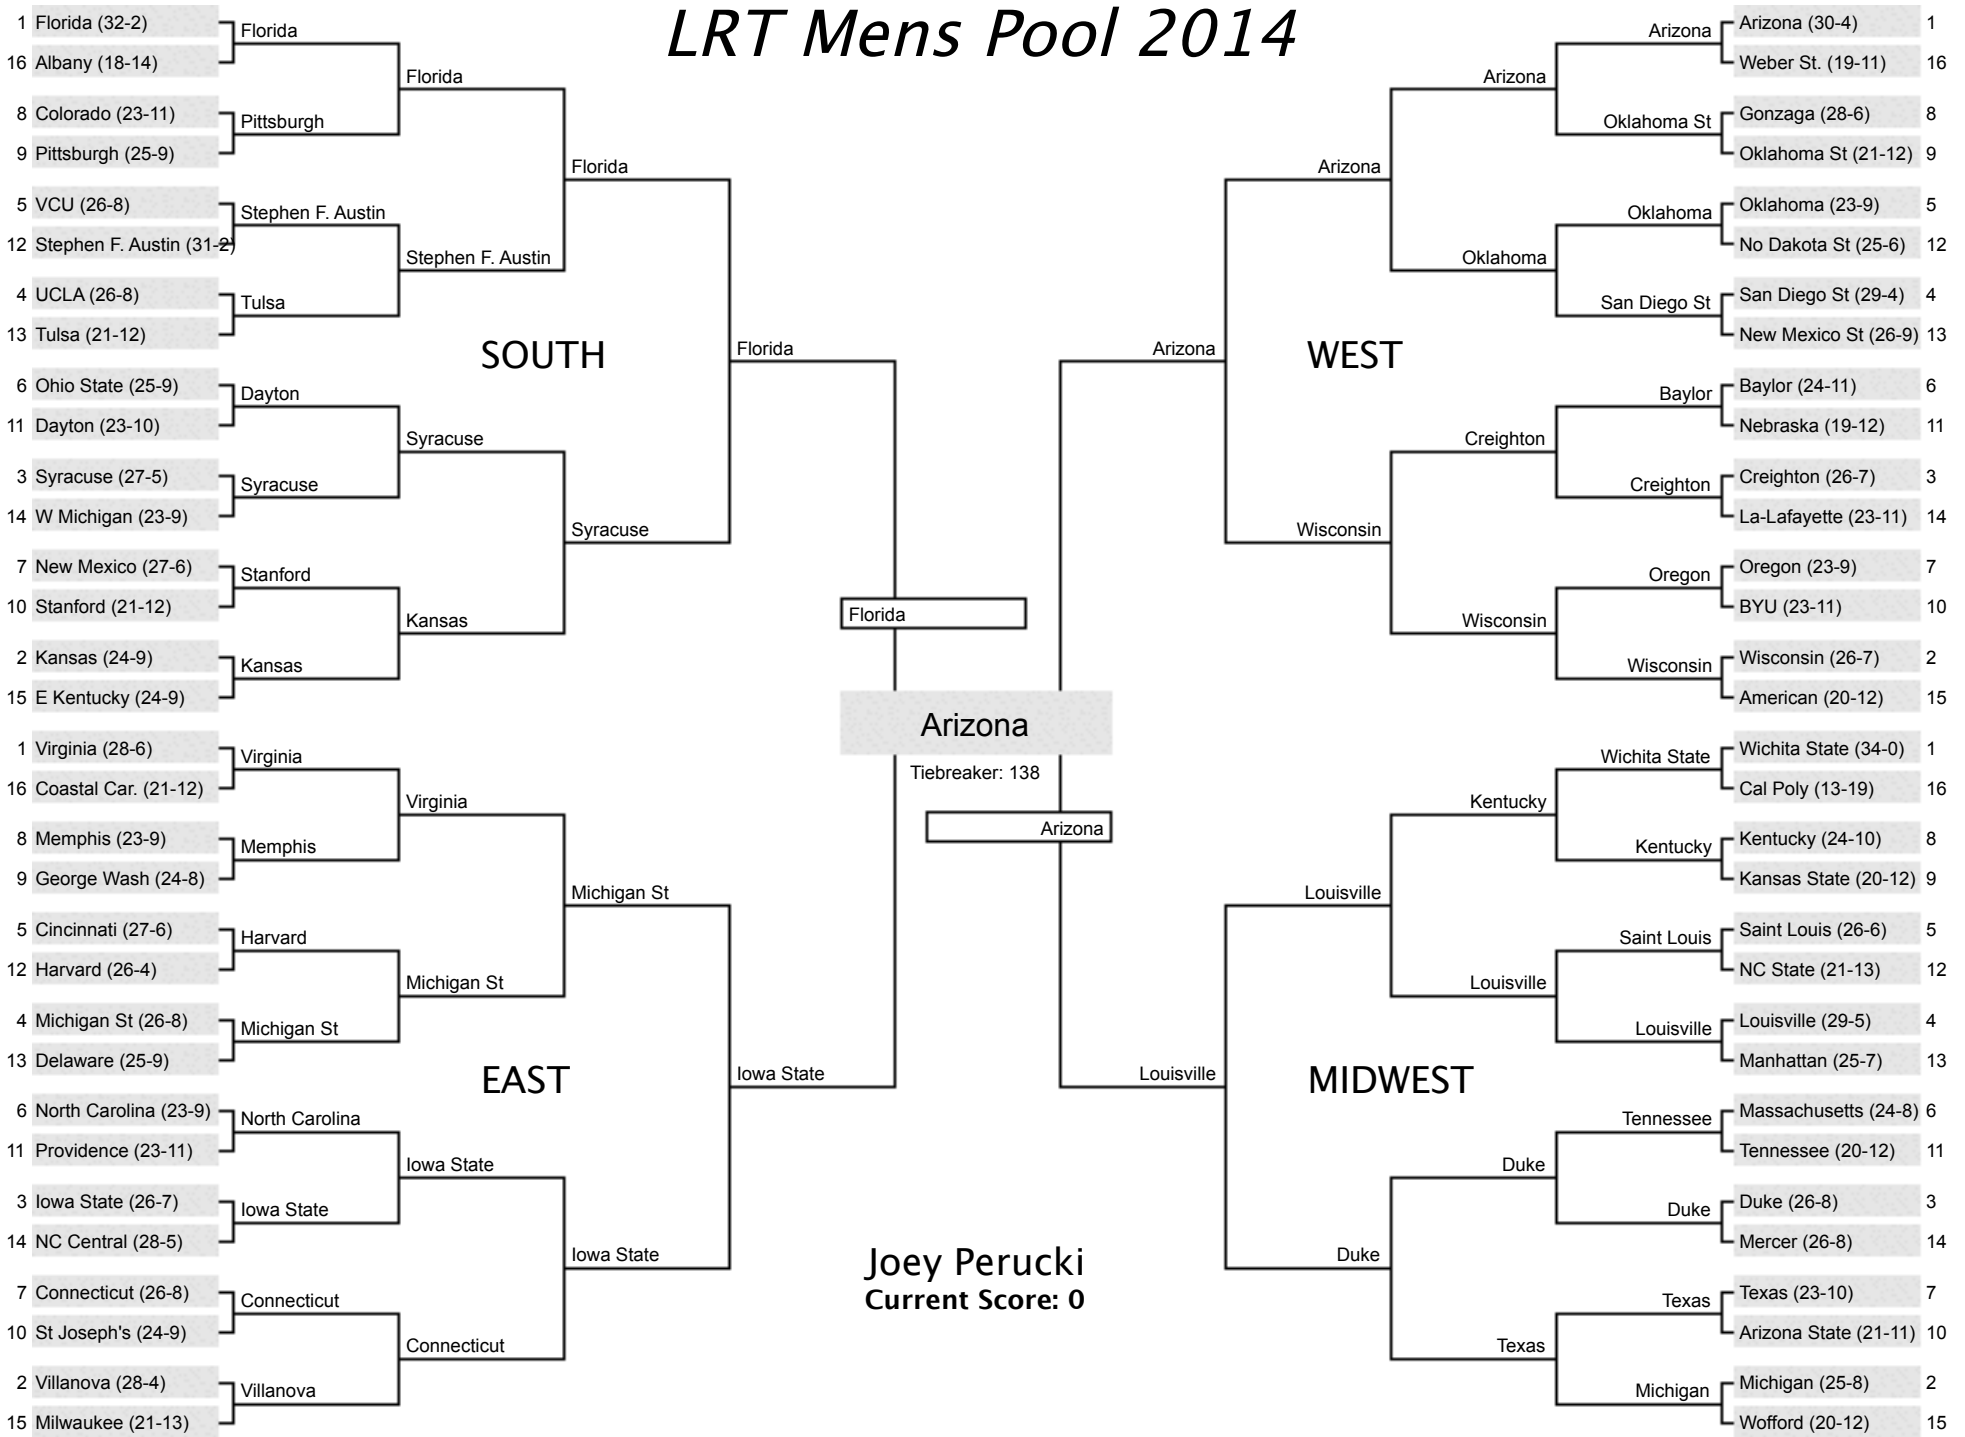 LRT Mens Pool 2014
1 Florida (32-2)
Florida
16 Albany (18-14)
Florida
8 Colorado (23-11)
Pittsburgh
9 Pittsburgh (25-9)
Florida
5 VCU (26-8)
Stephen F. Austin
12 Stephen F. Austin (31-2)
Stephen F. Austin
4 UCLA (26-8)
Tulsa
13 Tulsa (21-12)
SOUTH
Florida
6 Ohio State (25-9)
Dayton
11 Dayton (23-10)
Syracuse
3 Syracuse (27-5)
Syracuse
14 W Michigan (23-9)
Syracuse
7 New Mexico (27-6)
Stanford
10 Stanford (21-12)
Kansas
2 Kansas (24-9)
Kansas
15 E Kentucky (24-9)
1 Virginia (28-6)
Virginia
16 Coastal Car. (21-12)
Virginia
8 Memphis (23-9)
Memphis
9 George Wash (24-8)
Michigan St
5 Cincinnati (27-6)
Harvard
12 Harvard (26-4)
Michigan St
4 Michigan St (26-8)
Michigan St
13 Delaware (25-9)
EAST
Iowa State
6 North Carolina (23-9)
North Carolina
11 Providence (23-11)
Iowa State
3 Iowa State (26-7)
Iowa State
14 NC Central (28-5)
Iowa State
7 Connecticut (26-8)
Connecticut
10 St Joseph's (24-9)
Connecticut
2 Villanova (28-4)
Villanova
15 Milwaukee (21-13)
Florida
Arizona
Tiebreaker: 138
Arizona
Joey Perucki
Current Score: 0
Arizona (30-4) 1
Arizona
Weber St. (19-11) 16
Arizona
Gonzaga (28-6) 8
Oklahoma St
Oklahoma St (21-12) 9
Arizona
Oklahoma (23-9) 5
Oklahoma
No Dakota St (25-6) 12
Oklahoma
San Diego St (29-4) 4
San Diego St
New Mexico St (26-9) 13
WEST
Arizona
Baylor (24-11) 6
Baylor
Nebraska (19-12) 11
Creighton
Creighton (26-7) 3
Creighton
La-Lafayette (23-11) 14
Wisconsin
Oregon (23-9) 7
Oregon
BYU (23-11) 10
Wisconsin
Wisconsin (26-7) 2
Wisconsin
American (20-12) 15
Wichita State (34-0) 1
Wichita State
Cal Poly (13-19) 16
Kentucky
Kentucky (24-10) 8
Kentucky
Kansas State (20-12) 9
Louisville
Saint Louis (26-6) 5
Saint Louis
NC State (21-13) 12
Louisville
Louisville (29-5) 4
Louisville
Manhattan (25-7) 13
MIDWEST
Louisville
Massachusetts (24-8) 6
Tennessee
Tennessee (20-12) 11
Duke
Duke (26-8) 3
Duke
Mercer (26-8) 14
Duke
Texas (23-10) 7
Texas
Arizona State (21-11) 10
Texas
Michigan (25-8) 2
Michigan
Wofford (20-12) 15